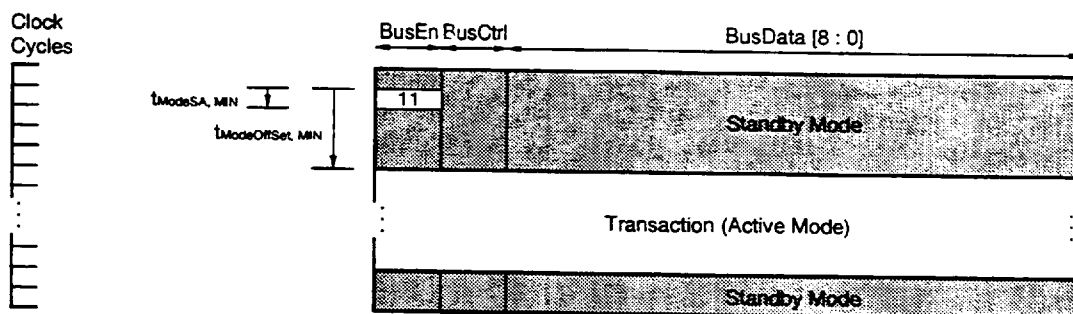 Clock
Cycles
BusEn BusCtrl BusData [8 : 0]
tModeSA, MIN
11
tModeOffSet, MIN
Standby Mode
Transaction (Active Mode)
Standby Mode